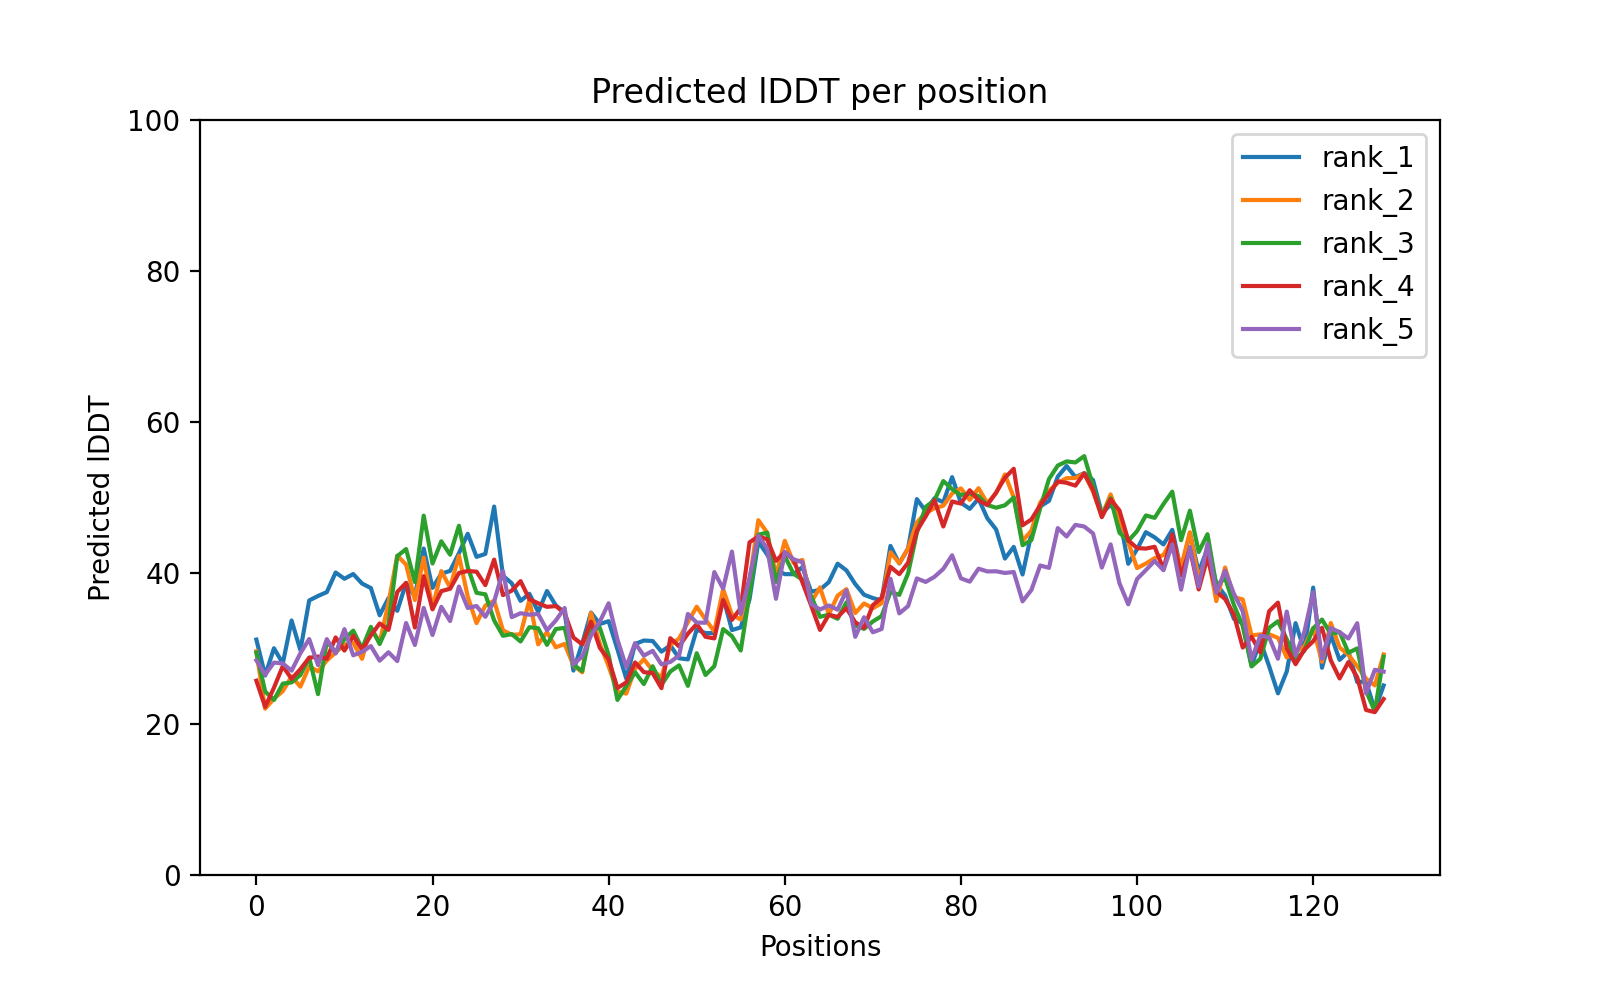 Predicted lDDT per position
100
80
60
40
20
0
Predicted lDDT
rank_1
rank_2
rank_3
rank_4
rank_5
0 20 40 60 80 100 120
Positions